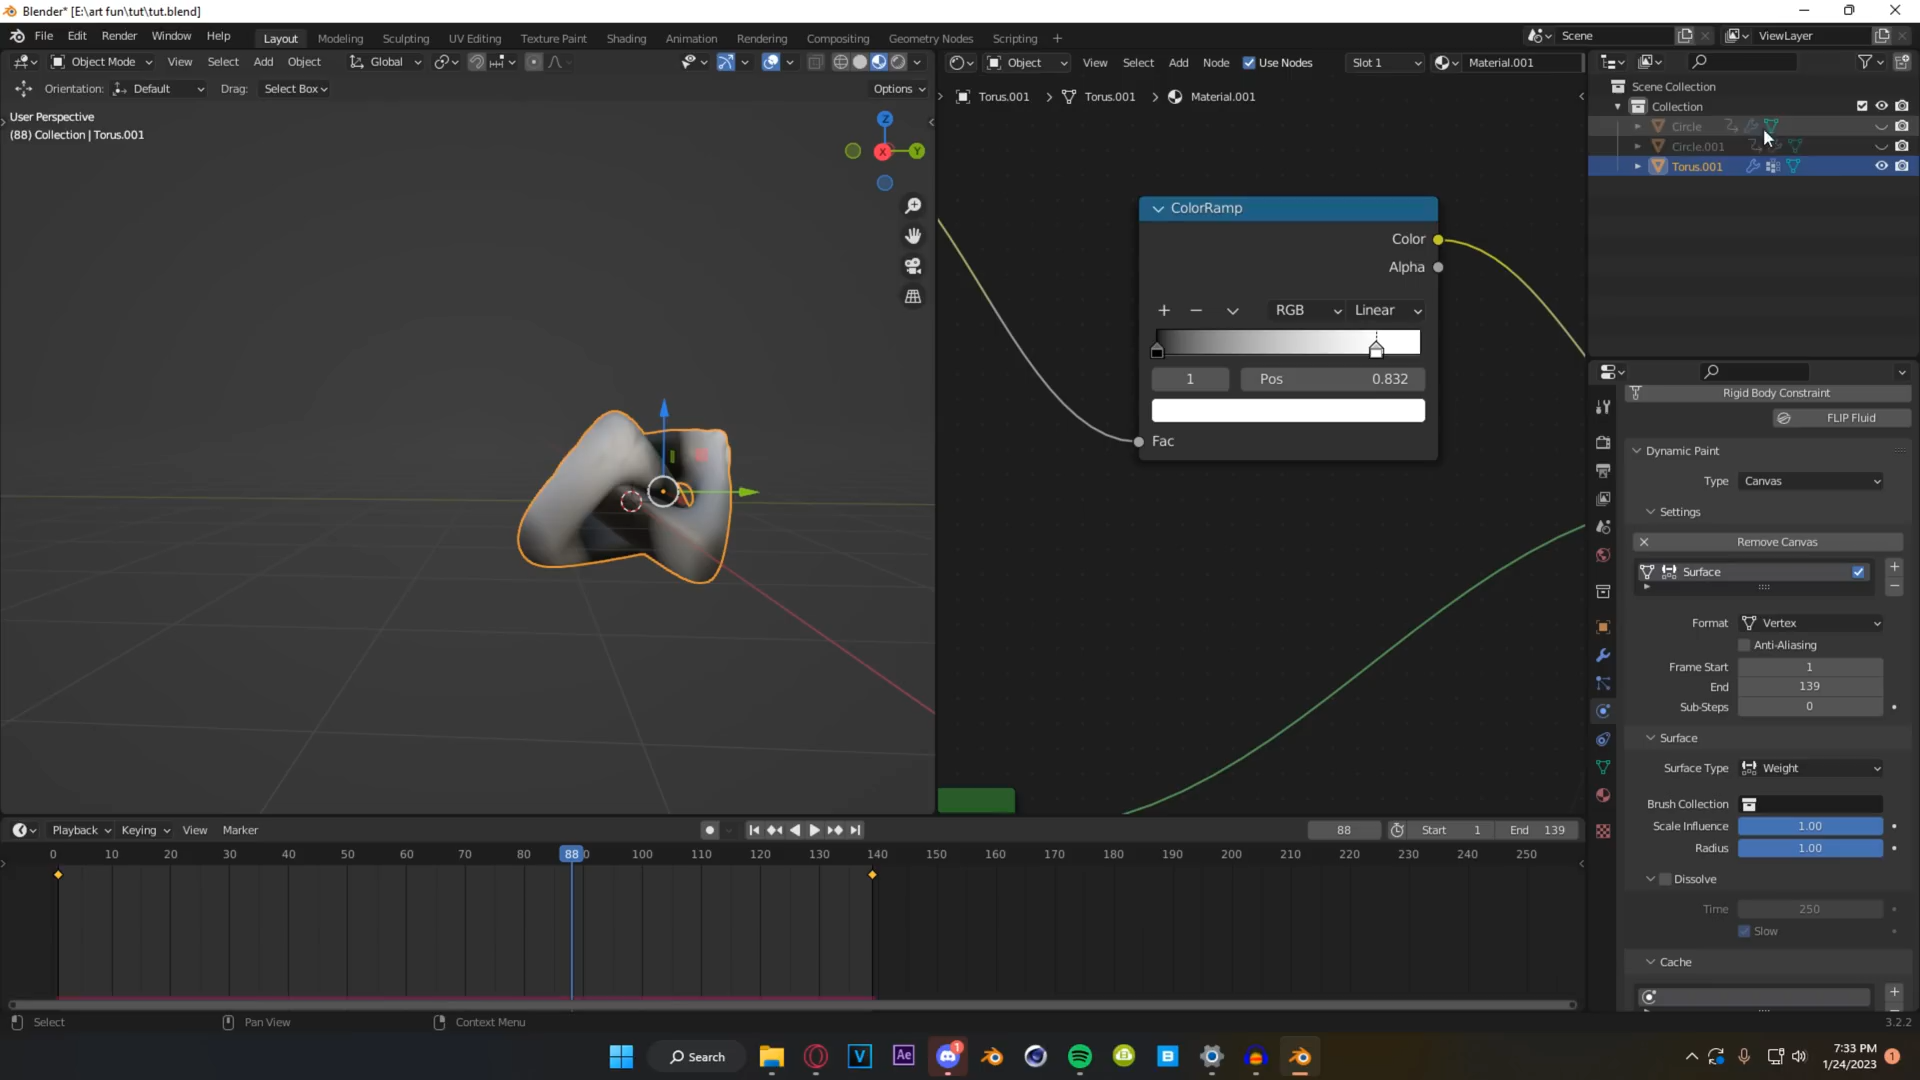 Blender* [E:\art fun\tut\tut.blend]
File Edit Render Window Help Layout Modeling Sculpting UV Editing Texture Paint Shading Animation Rendering Compositing Geometry Nodes Scripting + Scene ViewLayer
Object Mode View Select Add Object Global
Object View Select Add Node Use Nodes Slot 1 Material.001
Orientation: Default Drag: Select Box Options
Torus.001 > Torus.001 > Material.001
User Perspective
(88) Collection | Torus.001
Z
X
Y
ColorRamp
Color
Alpha
RGB Linear
1 Pos 0.832
Fac
Scene Collection
Collection
Circle
Circle.001
Torus.001
Rigid Body Constraint
FLIP Fluid
Dynamic Paint
Type Canvas
Settings
Remove Canvas
Surface
Format Vertex
Anti-Aliasing
Frame Start 1
End 139
Sub-Steps 0
Surface
Surface Type Weight
Brush Collection
Scale Influence 1.00
Radius 1.00
Dissolve
Time 250
Slow
Cache
Playback Keying View Marker 88 Start 1 End 139
0 10 20 30 40 50 60 70 80 88 0 100 110 120 130 140 150 160 170 180 190 200 210 220 230 240 250
Select Pan View Context Menu 3.2.2
Search
V
Ae
1
B
7:33 PM
1/24/2023
1